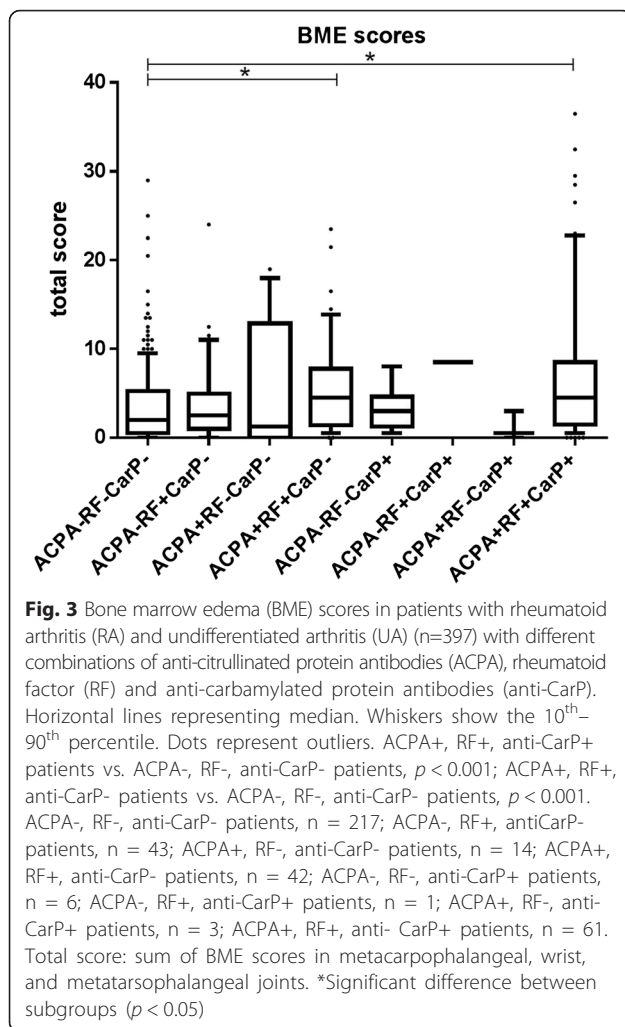 BME scores
*
*
40
30
20
10
0
total score
ACPA-RF-CarP-
ACPA-RF+CarP-
ACPA+RF-CarP-
ACPA+RF+CarP-
ACPA-RF-CarP+
ACPA-RF+CarP+
ACPA+RF-CarP+
ACPA+RF+CarP+
Fig. 3 Bone marrow edema (BME) scores in patients with rheumatoid
arthritis (RA) and undifferentiated arthritis (UA) (n=397) with different
combinations of anti-citrullinated protein antibodies (ACPA), rheumatoid
factor (RF) and anti-carbamylated protein antibodies (anti-CarP).
Horizontal lines representing median. Whiskers show the 10th–
90th percentile. Dots represent outliers. ACPA+, RF+, anti-CarP+
patients vs. ACPA-, RF-, anti-CarP- patients, p < 0.001; ACPA+, RF+,
anti-CarP- patients vs. ACPA-, RF-, anti-CarP- patients, p < 0.001.
ACPA-, RF-, anti-CarP- patients, n = 217; ACPA-, RF+, antiCarP-
patients, n = 43; ACPA+, RF-, anti-CarP- patients, n = 14; ACPA+,
RF+, anti-CarP- patients, n = 42; ACPA-, RF-, anti-CarP+ patients,
n = 6; ACPA-, RF+, anti-CarP+ patients, n = 1; ACPA+, RF-, anti-
CarP+ patients, n = 3; ACPA+, RF+, anti- CarP+ patients, n = 61.
Total score: sum of BME scores in metacarpophalangeal, wrist,
and metatarsophalangeal joints. *Significant difference between
subgroups (p < 0.05)